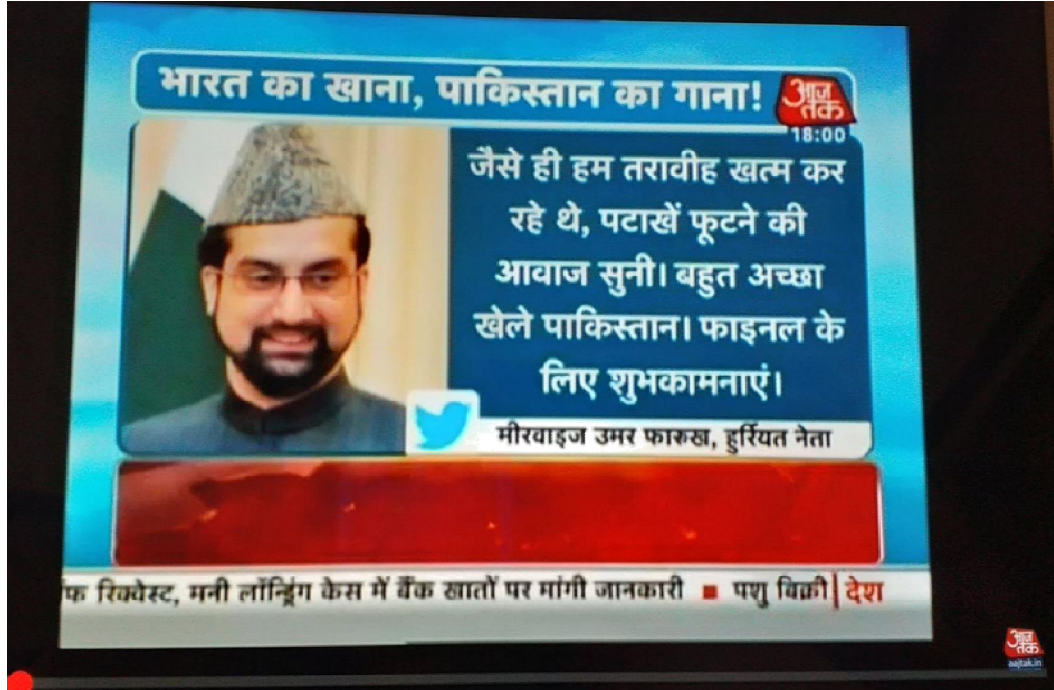 भारत का खाना, पाकिस्तान का गाना!
आज
तक
18:00
जैसे ही हम तरावीह खत्म कर
रहे थे, पटाखें फूटने की
आवाज सुनी। बहुत अच्छा
खेले पाकिस्तान। फाइनल के
लिए शुभकामनाएं।
मीरवाइज उमर फारुख, हुर्रियत नेता
फ रिक्वेस्ट, मनी लॉन्ड्रिंग केस में बैंक खातों पर मांगी जानकारी ■ पशु बिक्री देश
आज
तक
aajtak.in